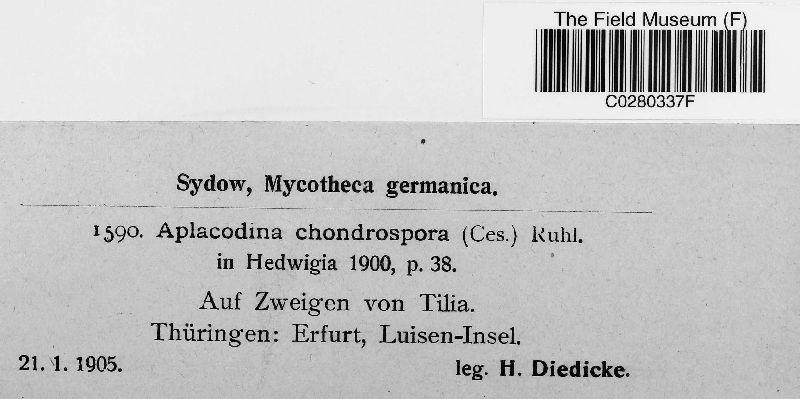 The Field Museum (F)
C0280337F
Sydow, Mycotheca germanica.
1590. Aplacodina chondrospora (Ces.) Ruhl.
in Hedwigia 1900, p. 38.
Auf Zweigen von Tilia.
Thüringen: Erfurt, Luisen-Insel.
21. 1. 1905. leg. H. Diedicke.